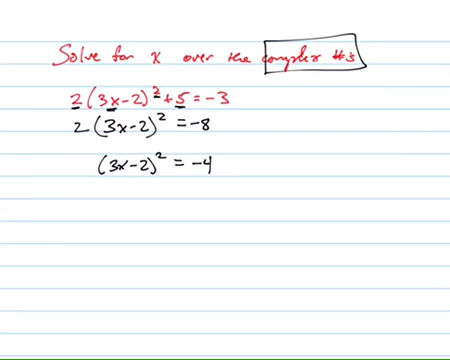 Solve for x over the complex #'s
2(3x-2)² + 5 = -3
2(3x-2)² = -8
(3x-2)² = -4